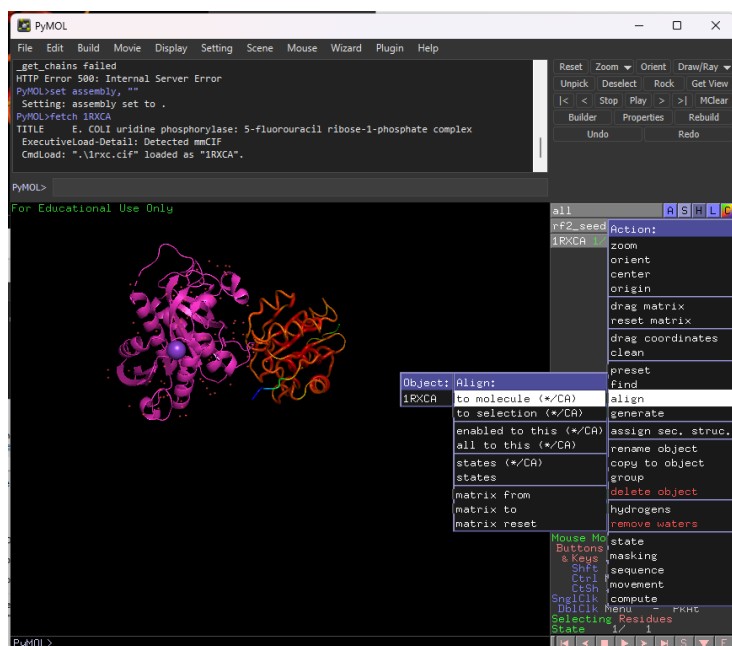 PyMOL
File Edit Build Movie Display Setting Scene Mouse Wizard Plugin Help
_get_chains failed
HTTP Error 500: Internal Server Error
PyMOL>set assembly, ""
Setting: assembly set to .
PyMOL>fetch 1RXCA
TITLE E. COLI uridine phosphorylase: 5-fluorouracil ribose-1-phosphate complex
ExecutiveLoad-Detail: Detected mmCIF
CmdLoad: ".\1rxc.cif" loaded as "1RXCA".
PyMOL>
Reset Zoom Orient Draw/Ray
Unpick Deselect Rock Get View
|< < Stop Play > >| MClear
Builder Properties Rebuild
Undo Redo
For Educational Use Only
all A S H L C
rf2_seed
1RXCA 1/
Action:
zoom
orient
center
origin
drag matrix
reset matrix
drag coordinates
clean
preset
find
align
generate
assign sec. struc.
rename object
copy to object
group
delete object
hydrogens
remove waters
state
masking
sequence
movement
compute
Object:
1RXCA
Align:
to molecule (*/CA)
to selection (*/CA)
enabled to this (*/CA)
all to this (*/CA)
states (*/CA)
states
matrix from
matrix to
matrix reset
Mouse Mo
Buttons
& Keys
Shft
Ctrl
CtSh
SnglClk
DblClk Menu - PkAt
Selecting Residues
State 1/ 1
PyMOL>
S F